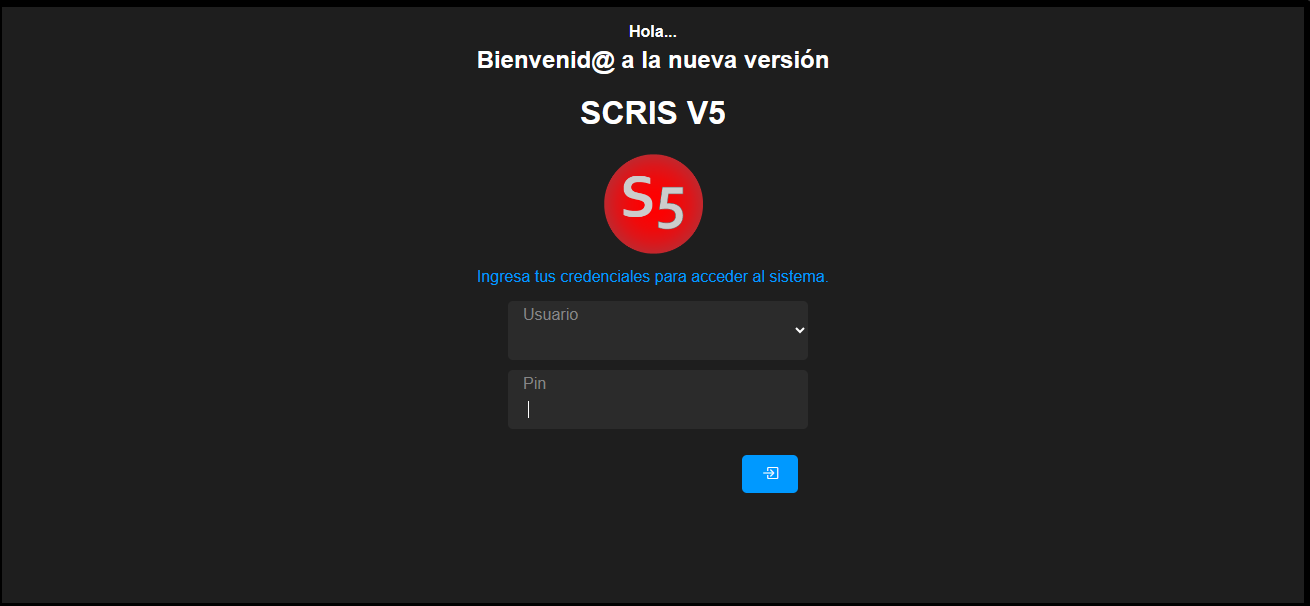 Hola...
Bienvenid@ a la nueva versión
SCRIS V5
S5
Ingresa tus credenciales para acceder al sistema.
Usuario
Pin